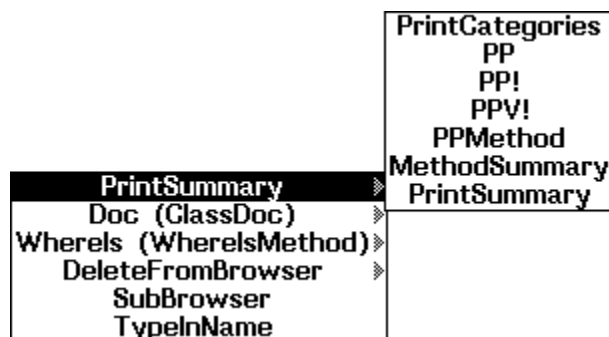 PrintCategories
PP
PP!
PPV!
PPMethod
MethodSummary
PrintSummary
PrintSummary
Doc (ClassDoc)
WhereIs (WhereIsMethod)
DeleteFromBrowser
SubBrowser
TypeInName